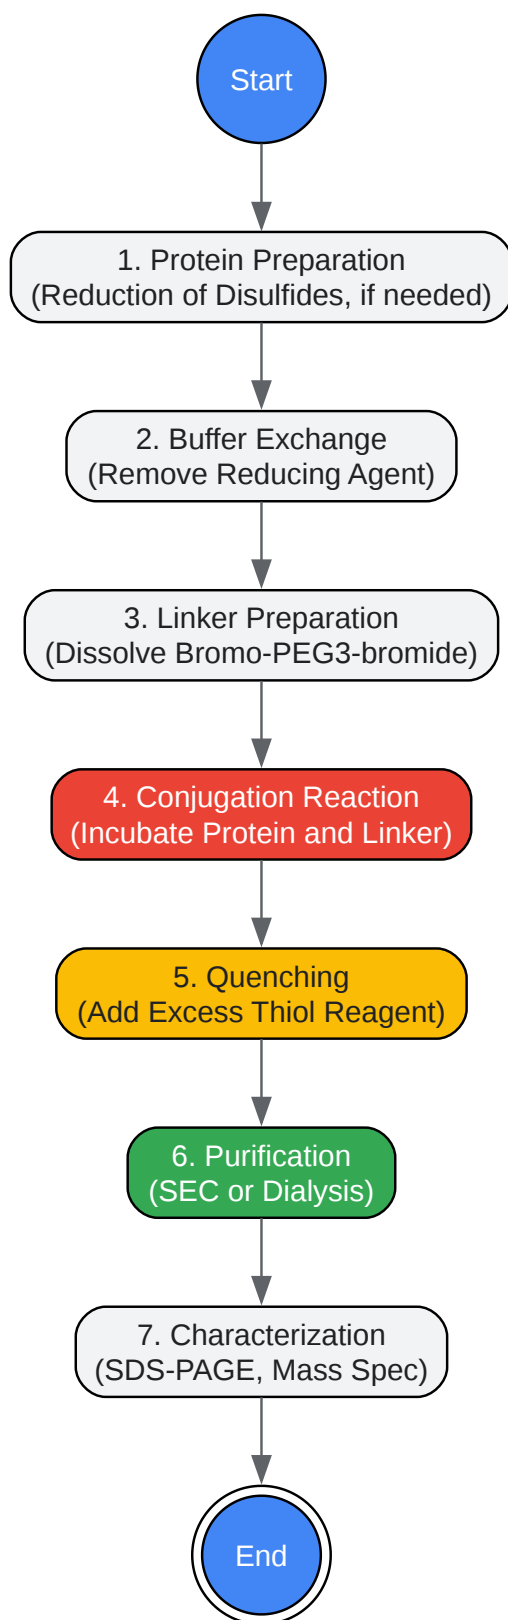 Start
1. Protein Preparation
(Reduction of Disulfides, if needed)
2. Buffer Exchange
(Remove Reducing Agent)
3. Linker Preparation
(Dissolve Bromo-PEG3-bromide)
4. Conjugation Reaction
(Incubate Protein and Linker)
5. Quenching
(Add Excess Thiol Reagent)
6. Purification
(SEC or Dialysis)
7. Characterization
(SDS-PAGE, Mass Spec)
End